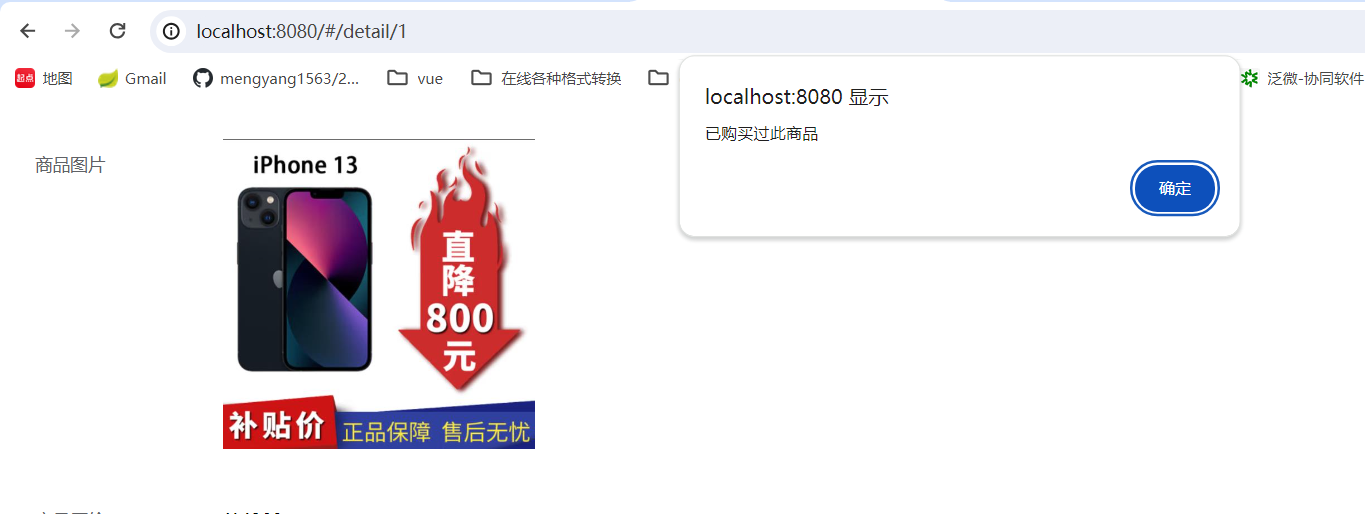 localhost:8080/#/detail/1
起点 地图 Gmail mengyang1563/2... vue 在线各种格式转换 泛微-协同软件
localhost:8080 显示
已购买过此商品
确定
商品图片
iPhone 13
直
降
800
元
补贴价 正品保障 售后无忧